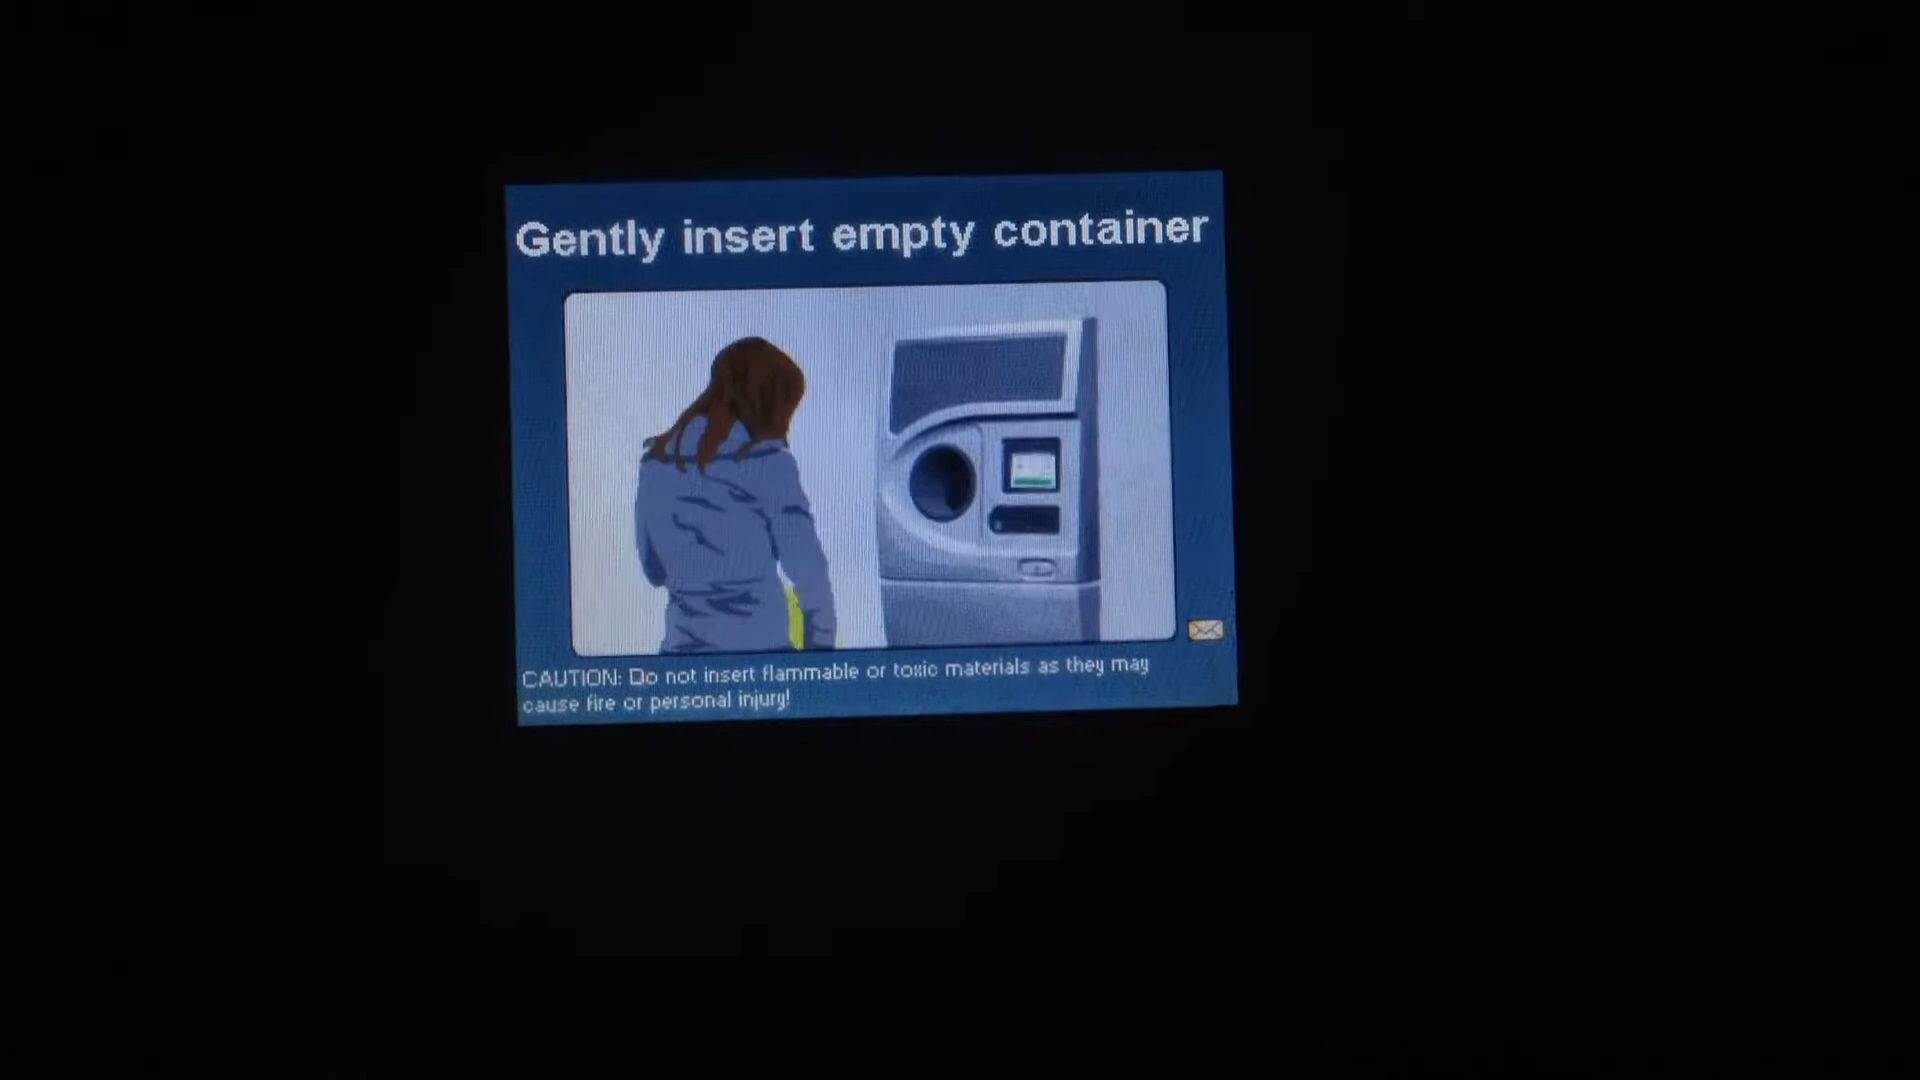 Gently insert empty container
CAUTION: Do not insert flammable or toxic materials as they may
cause fire or personal injury!